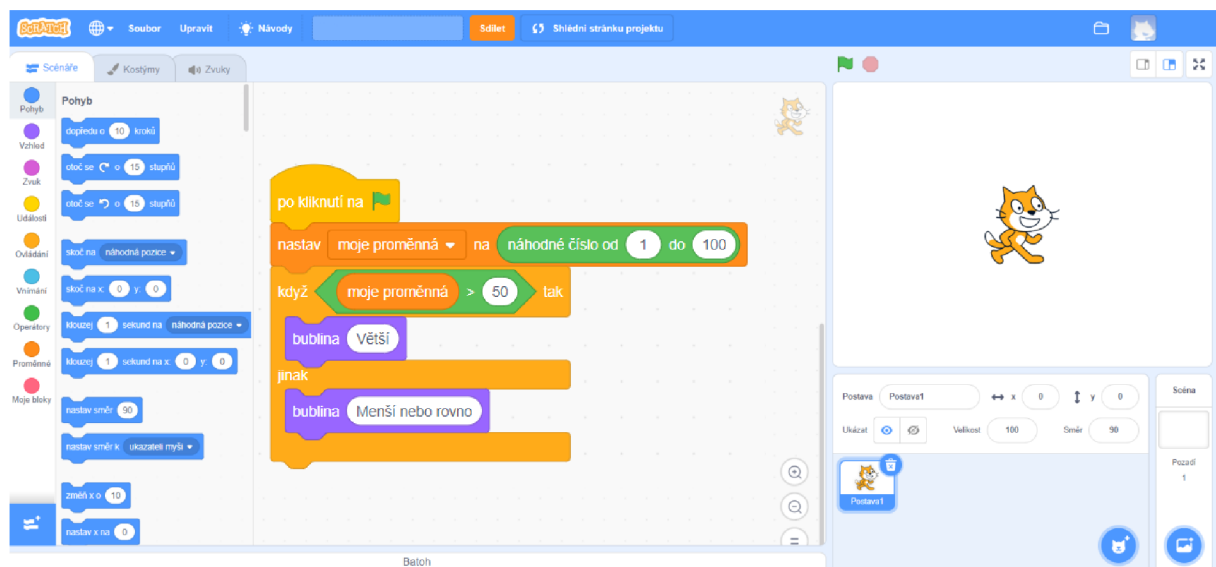 SCRATCH Soubor Upravit Návody Sdílet Shlédni stránku projektu
Scénáře Kostýmy Zvuky
Pohyb
Vzhled
Zvuk
Události
Ovládání
Vnímání
Operátory
Proměnné
Moje bloky
Pohyb
dopředu o 10 kroků
otoč se o 15 stupňů
otoč se o 15 stupňů
skoč na náhodná pozice
skoč na x: 0 y: 0
klouzej 1 sekund na náhodná pozice
klouzej 1 sekund na x: 0 y: 0
nastav směr 90
nastav směr k ukazateli myši
změň x o 10
nastav x na 0
po kliknutí na
nastav moje proměnná na náhodné číslo od 1 do 100
když moje proměnná > 50 tak
bublina Větší
jinak
bublina Menši nebo rovno
Batoh
Postava Postava1 x 0 y 0
Ukázat Velikost 100 Směr 90
Postava1
Scéna
Pozadí
1